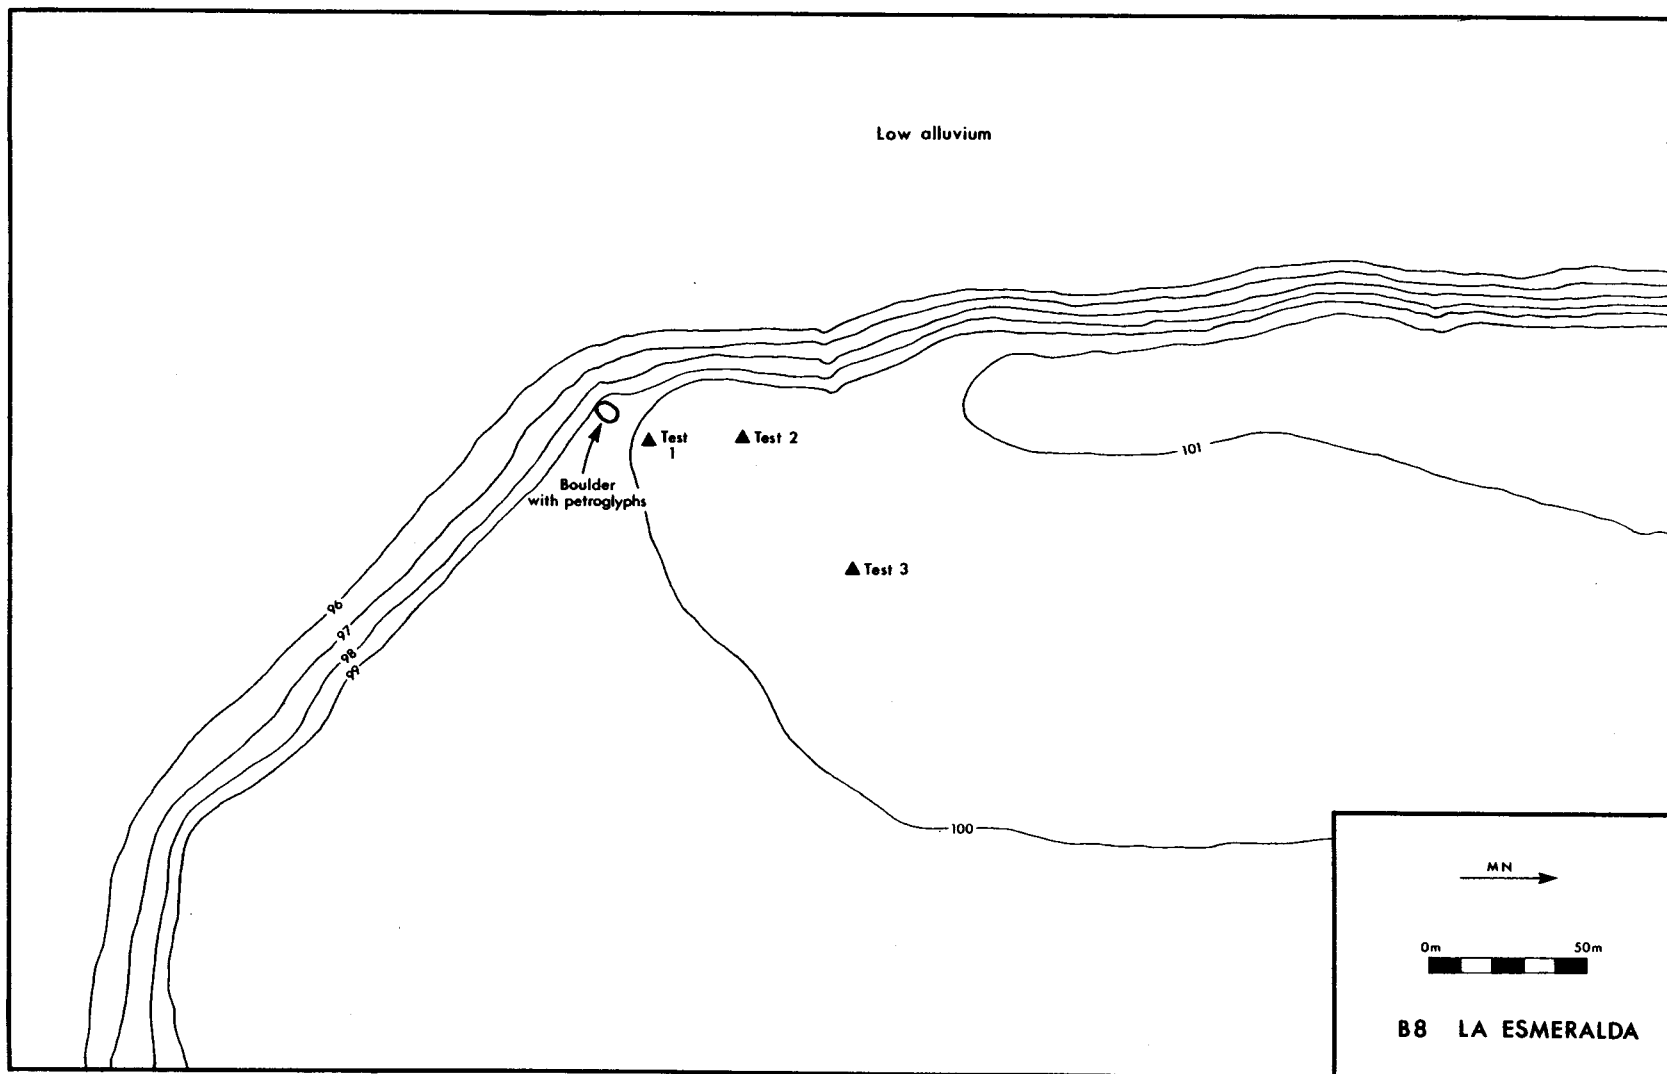 Low alluvium
Test
1
Test 2
Boulder
with petroglyphs
101
Test 3
96
97
98
99
100
MN
0m 50m
B8 LA ESMERALDA